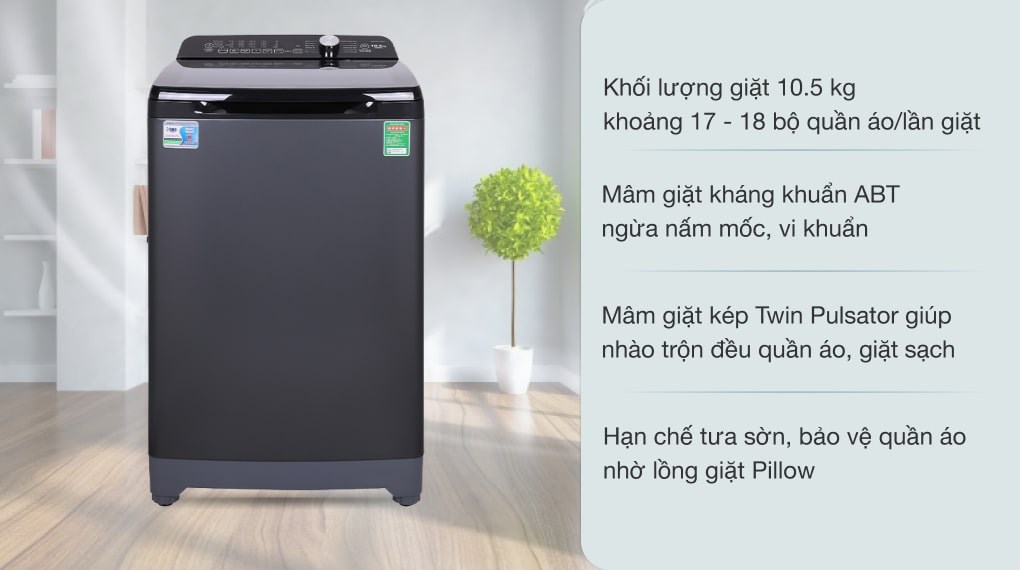 Khối lượng giặt 10.5 kg
khoảng 17 - 18 bộ quần áo/lần giặt
Mâm giặt kháng khuẩn ABT
ngừa nấm mốc, vi khuẩn
Mâm giặt kép Twin Pulsator giúp
nhào trộn đều quần áo, giặt sạch
Hạn chế tưa sờn, bảo vệ quần áo
nhờ lồng giặt Pillow